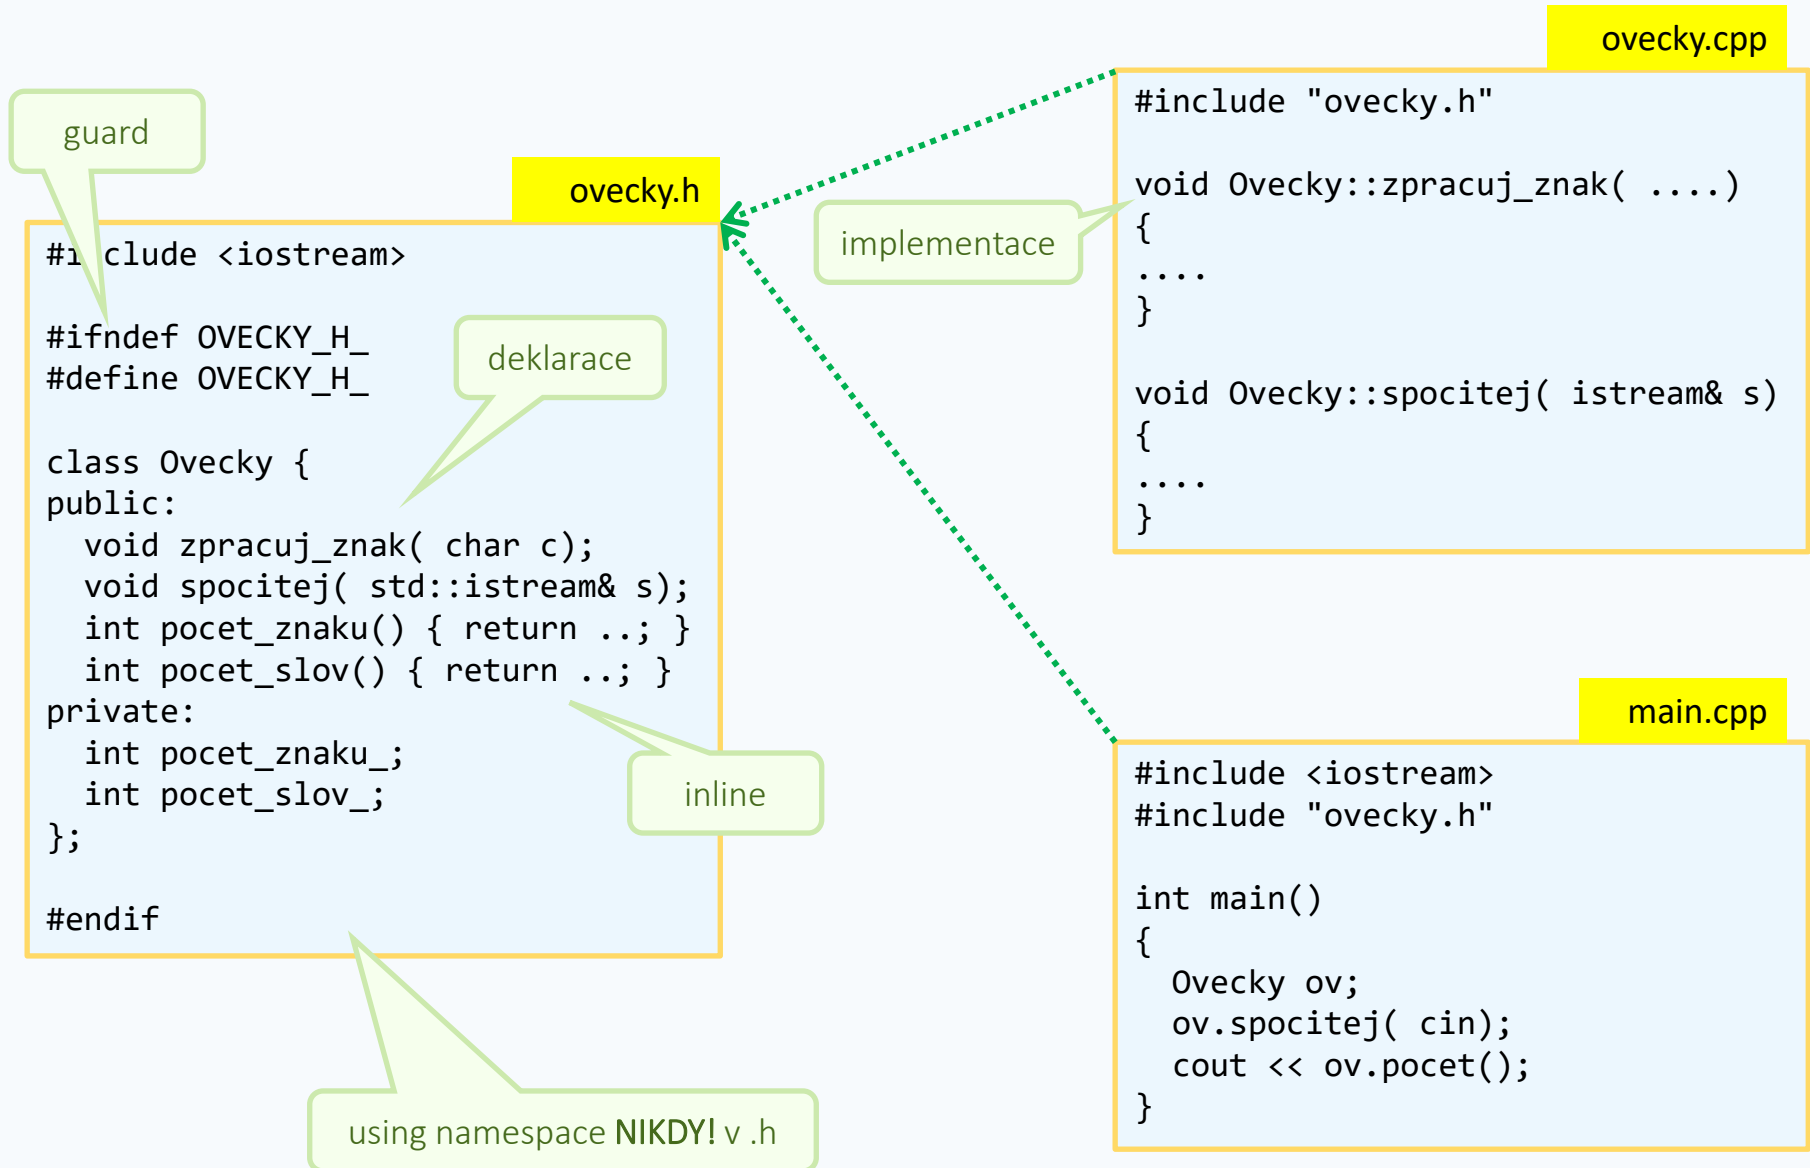 guard
ovecky.h
#include <iostream>
#ifndef OVECKY_H_
#define OVECKY_H_
deklarace
class Ovecky {
public:
  void zpracuj_znak( char c);
  void spocitej( std::istream& s);
  int pocet_znaku() { return ..; }
  int pocet_slov() { return ..; }
private:
  int pocet_znaku_;
  int pocet_slov_;
};
inline
#endif
using namespace NIKDY! v .h
ovecky.cpp
#include "ovecky.h"
void Ovecky::zpracuj_znak( ....)
implementace
{
....
}
void Ovecky::spocitej( istream& s)
{
....
}
main.cpp
#include <iostream>
#include "ovecky.h"
int main()
{
  Ovecky ov;
  ov.spocitej( cin);
  cout << ov.pocet();
}